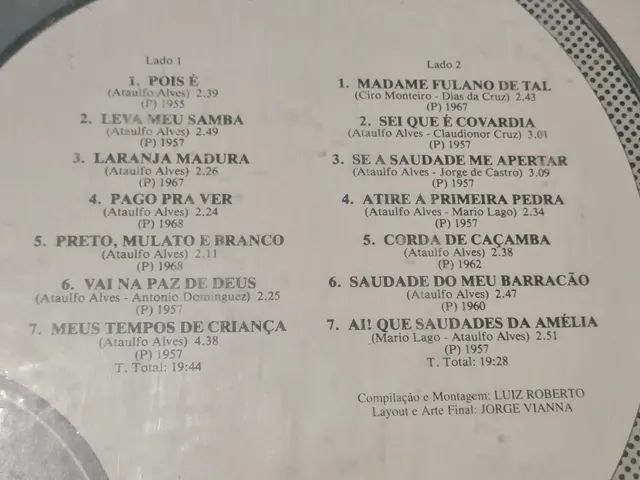 Lado 1
1. POIS É
(Ataulfo Alves) 2.39
(P) 1955
2. LEVA MEU SAMBA
(Ataulfo Alves) 2.49
(P) 1957
3. LARANJA MADURA
(Ataulfo Alves) 2.26
(P) 1967
4. PAGO PRA VER
(Ataulfo Alves) 2.24
(P) 1968
5. PRETO, MULATO E BRANCO
(Ataulfo Alves) 2.11
(P) 1968
6. VAI NA PAZ DE DEUS
(Ataulfo Alves - Antonio Dominguez) 2.25
(P) 1957
7. MEUS TEMPOS DE CRIANÇA
(Ataulfo Alves) 4.38
(P) 1957
T. Total: 19:44
Lado 2
1. MADAME FULANO DE TAL
(Ciro Monteiro - Dias da Cruz) 2.43
(P) 1967
2. SEI QUE É COVARDIA
(Ataulfo Alves - Claudionor Cruz) 3.01
(P) 1957
3. SE A SAUDADE ME APERTAR
(Ataulfo Alves - Jorge de Castro) 3.09
(P) 1957
4. ATIRE A PRIMEIRA PEDRA
(Ataulfo Alves - Mario Lago) 2.34
(P) 1957
5. CORDA DE CAÇAMBA
(Ataulfo Alves) 2.38
(P) 1962
6. SAUDADE DO MEU BARRACÃO
(Ataulfo Alves) 2.47
(P) 1960
7. AI! QUE SAUDADES DA AMÉLIA
(Mario Lago - Ataulfo Alves) 2.51
(P) 1957
T. Total: 19:28
Compilação e Montagem: LUIZ ROBERTO
Layout e Arte Final: JORGE VIANNA